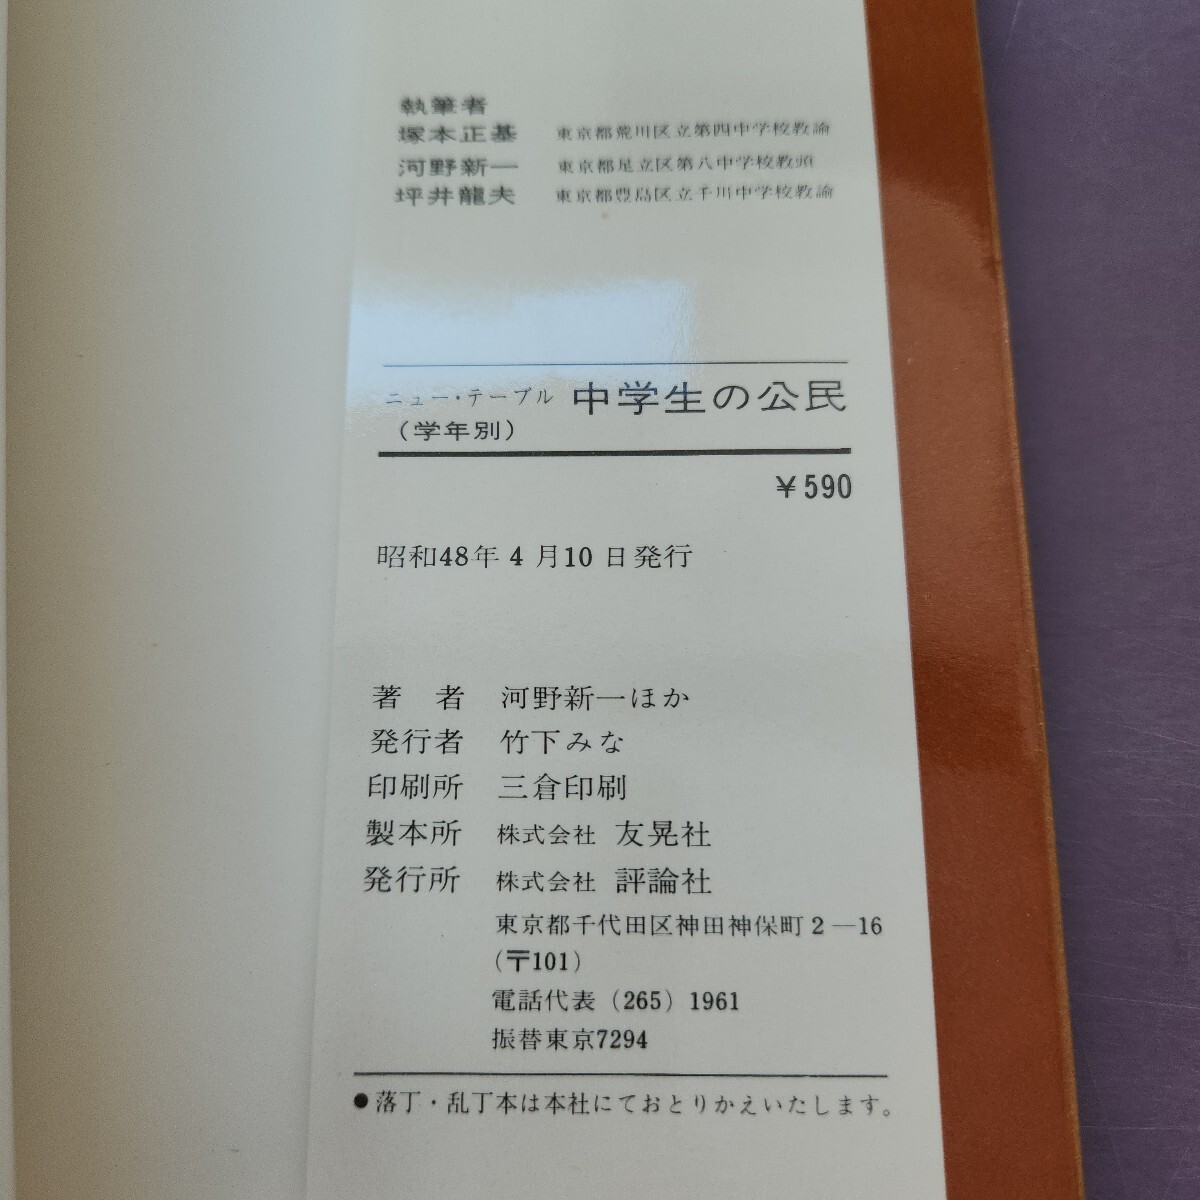 執筆者
塚本正基 東京都荒川区立第四中学校教諭
河野新一 東京都足立区第八中学校教頭
坪井龍夫 東京都豊島区立千川中学校教諭
ニュー・テーブル 中学生の公民
(学年別)
¥590
昭和48年4月10日発行
著者 河野新一ほか
発行者 竹下みな
印刷所 三倉印刷
製本所 株式会社 友晃社
発行所 株式会社 評論社
東京都千代田区神田神保町2―16
(〒101)
電話代表(265)1961
振替東京7294
●落丁・乱丁本は本社にておとりかえいたします。